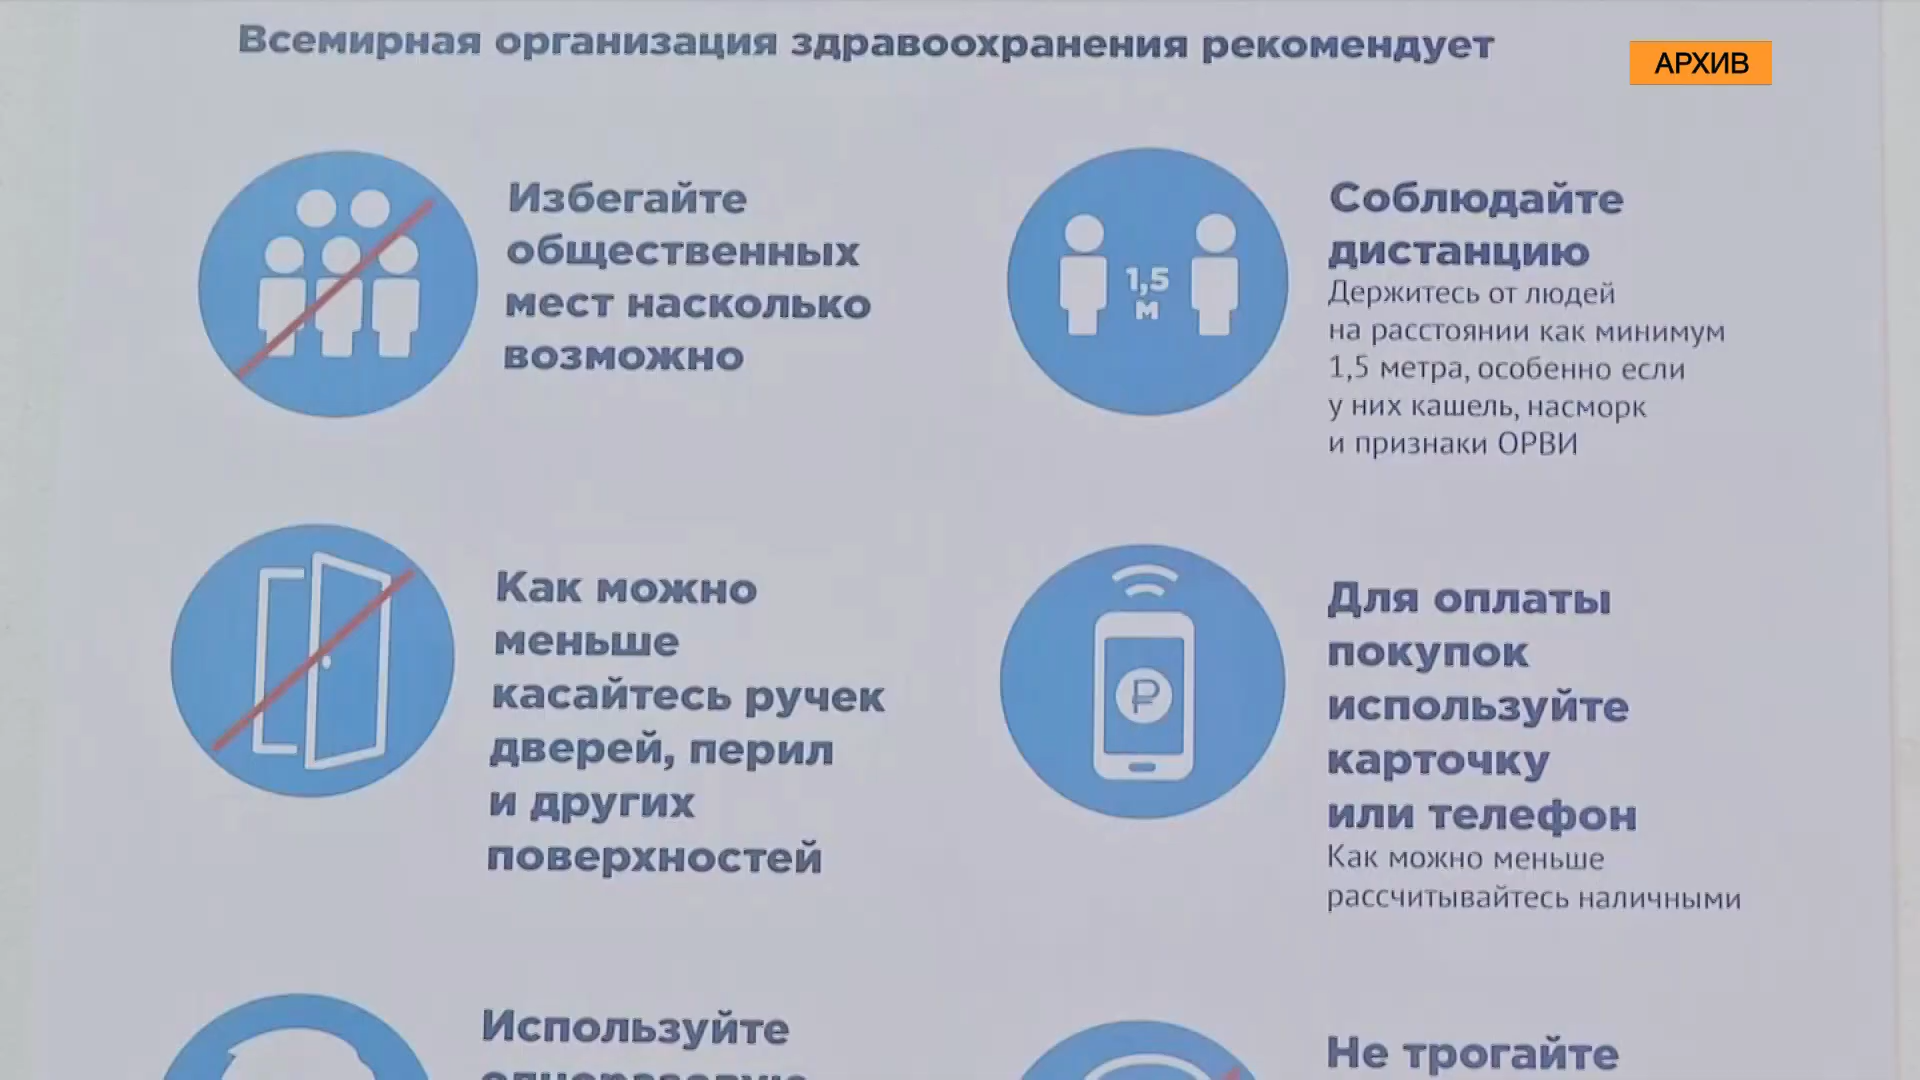 Всемирная организация здравоохранения рекомендует
АРХИВ
Избегайте
общественных
мест насколько
возможно
1,5
м
Соблюдайте
дистанцию
Держитесь от людей
на расстоянии как минимум
1,5 метра, особенно если
у них кашель, насморк
и признаки ОРВИ
Как можно
меньше
касайтесь ручек
дверей, перил
и других
поверхностей
₽
Для оплаты
покупок
используйте
карточку
или телефон
Как можно меньше
рассчитывайтесь наличными
Используйте
Не трогайте